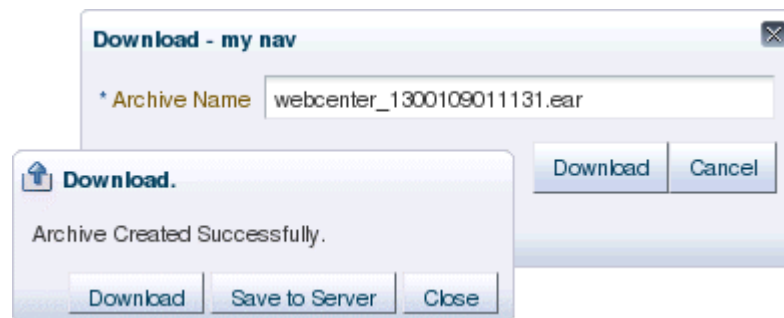 Download - my nav
* Archive Name webcenter_1300109011131.ear
Download Cancel
Download.
Archive Created Successfully.
Download Save to Server Close